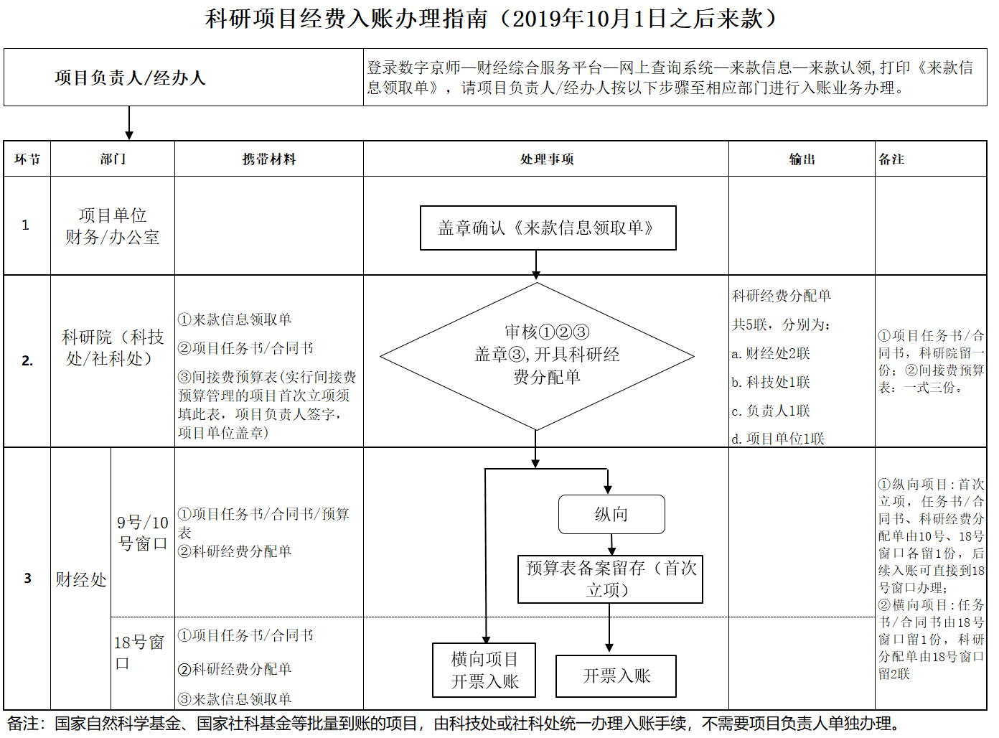 科研项目经费入账办理指南（2019年10月1日之后来款）
项目负责人/经办人
登录数字京师—财经综合服务平台—网上查询系统—来款信息—来款认领,打印《来款信
息领取单》，请项目负责人/经办人按以下步骤至相应部门进行入账业务办理。
环节
部门
携带材料
处理事项
输出
备注
1
项目单位
财务/办公室
盖章确认《来款信息领取单》
2.
科研院（科技
处/社科处）
①来款信息领取单
②项目任务书/合同书
③间接费预算表(实行间接费
预算管理的项目首次立项须
填此表，项目负责人签字，
项目单位盖章)
审核①②③
盖章③,开具科研经
费分配单
科研经费分配单
共5联，分别为：
a.财经处2联
b.科技处1联
c.负责人1联
d.项目单位1联
①项目任务书/合
同书，科研院留一
份；②间接费预算
表：一式三份。
3
财经处
9号/10
号窗口
①项目任务书/合同书/预算
表
②科研经费分配单
纵向
预算表备案留存（首次
立项）
18号窗
口
①项目任务书/合同书
②科研经费分配单
③来款信息领取单
横向项目
开票入账
开票入账
①纵向项目:首次
立项，任务书/合
同书、科研经费分
配单由10号、18号
窗口各留1份，后
续入账可直接到18
号窗口办理；
②横向项目:任务
书/合同书由18号
窗口留1份，科研
分配单由18号窗口
留2联
备注：国家自然科学基金、国家社科基金等批量到账的项目，由科技处或社科处统一办理入账手续，不需要项目负责人单独办理。